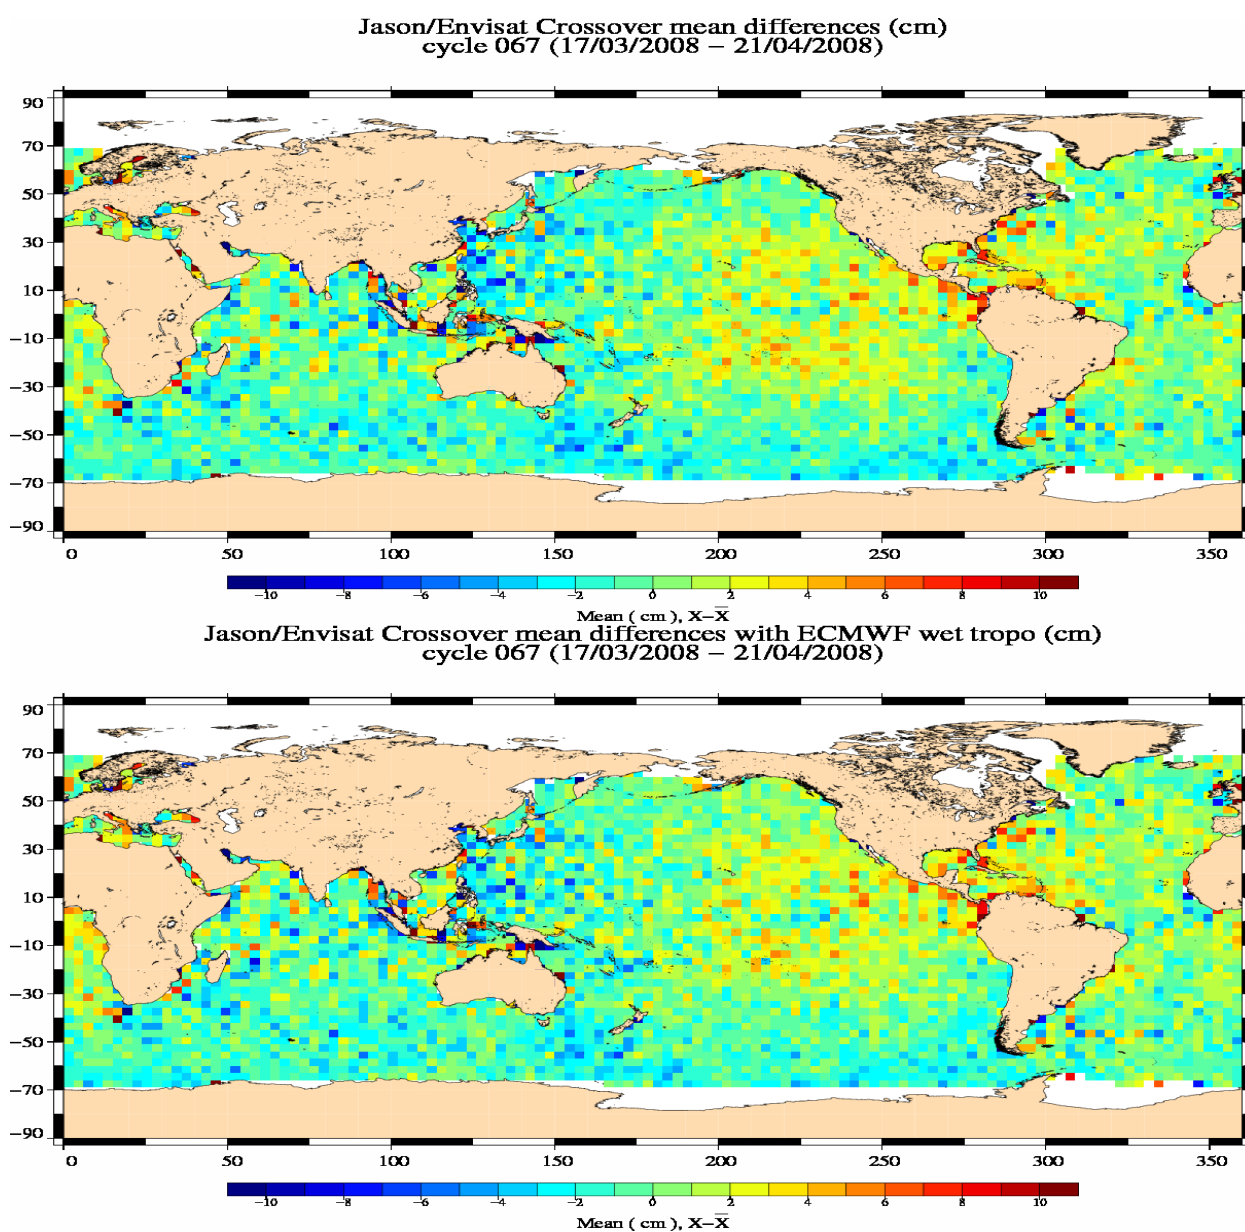 Jason/Envisat Crossover mean differences (cm)
cycle 067 (17/03/2008 − 21/04/2008)
90
70
50
30
10
−10
−30
−50
−70
−90
0 50 100 150 200 250 300 350
−10 −8 −6 −4 −2 0 2 4 6 8 10
Mean ( cm ), X−X̅
Jason/Envisat Crossover mean differences with ECMWF wet tropo (cm)
cycle 067 (17/03/2008 − 21/04/2008)
90
70
50
30
10
−10
−30
−50
−70
−90
0 50 100 150 200 250 300 350
−10 −8 −6 −4 −2 0 2 4 6 8 10
Mean ( cm ), X−X̅